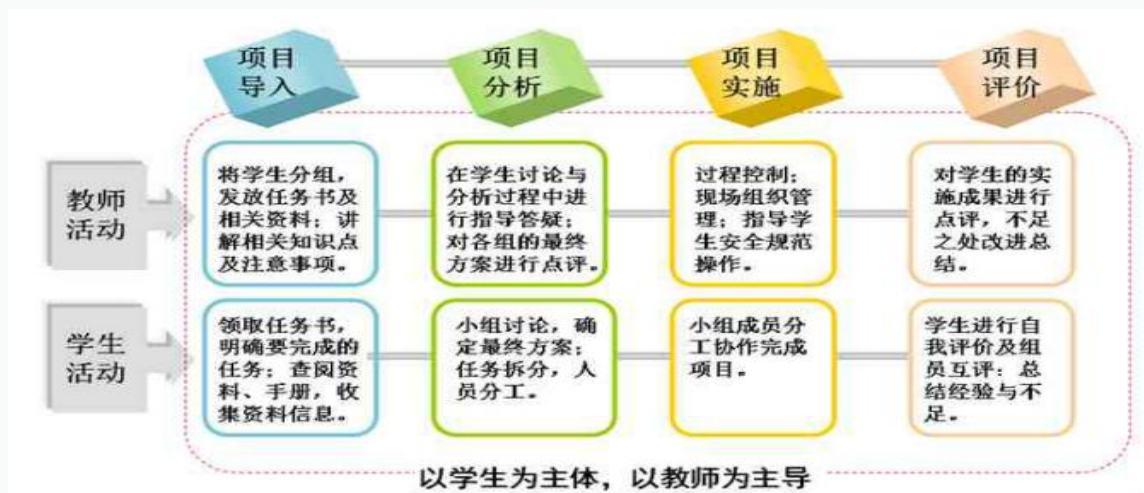 项目
导入
项目
分析
项目
实施
项目
评价
教师
活动
将学生分组，
发放任务书及
相关资料；讲
解相关知识点
及注意事项。
在学生讨论与
分析过程中进
行指导答疑；
对各组的最终
方案进行点评。
过程控制；
现场组织管
理；指导学
生安全规范
操作。
对学生的实
施成果进行
点评，不足
之处改进总
结。
学生
活动
领取任务书，
明确要完成的
任务；查阅资
料、手册，收
集资料信息。
小组讨论，确
定最终方案；
任务拆分，人
员分工。
小组成员分
工协作完成
项目。
学生进行自
我评价及组
员互评：总
结经验与不
足。
以学生为主体，以教师为主导